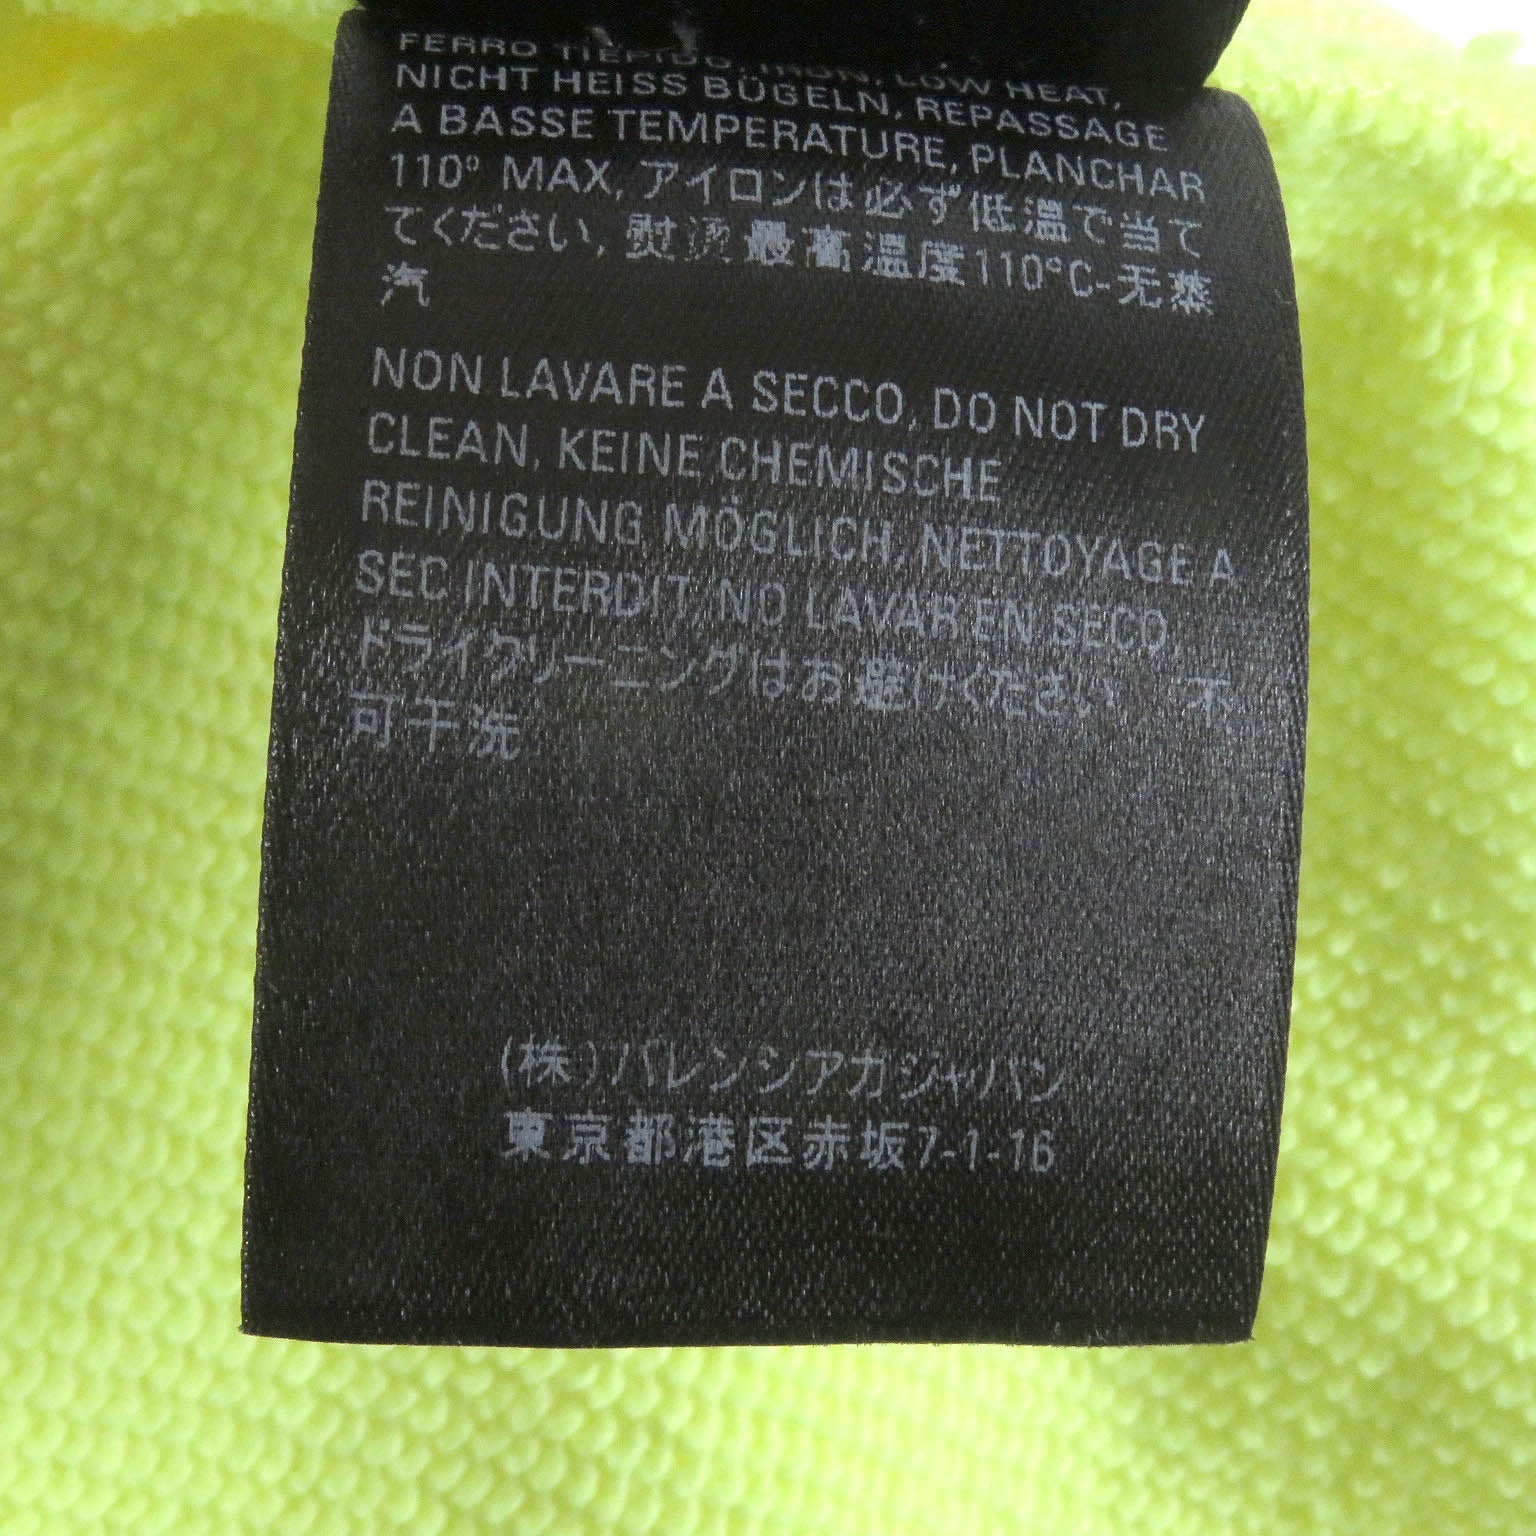 FERRO TIEPIDO, IRON, LOW HEAT,
NICHT HEISS BÜGELN, REPASSAGE
A BASSE TEMPERATURE, PLANCHAR
110° MAX, アイロンは必ず低温で当て
てください, 熨烫最高温度110°C-无蒸
汽
NON LAVARE A SECCO, DO NOT DRY
CLEAN, KEINE CHEMISCHE
REINIGUNG MÖGLICH, NETTOYAGE A
SEC INTERDIT, NO LAVAR EN SECO,
ドライクリーニングはお避けください, 不
可干洗
(株)バレンシアガジャパン
東京都港区赤坂7-1-16